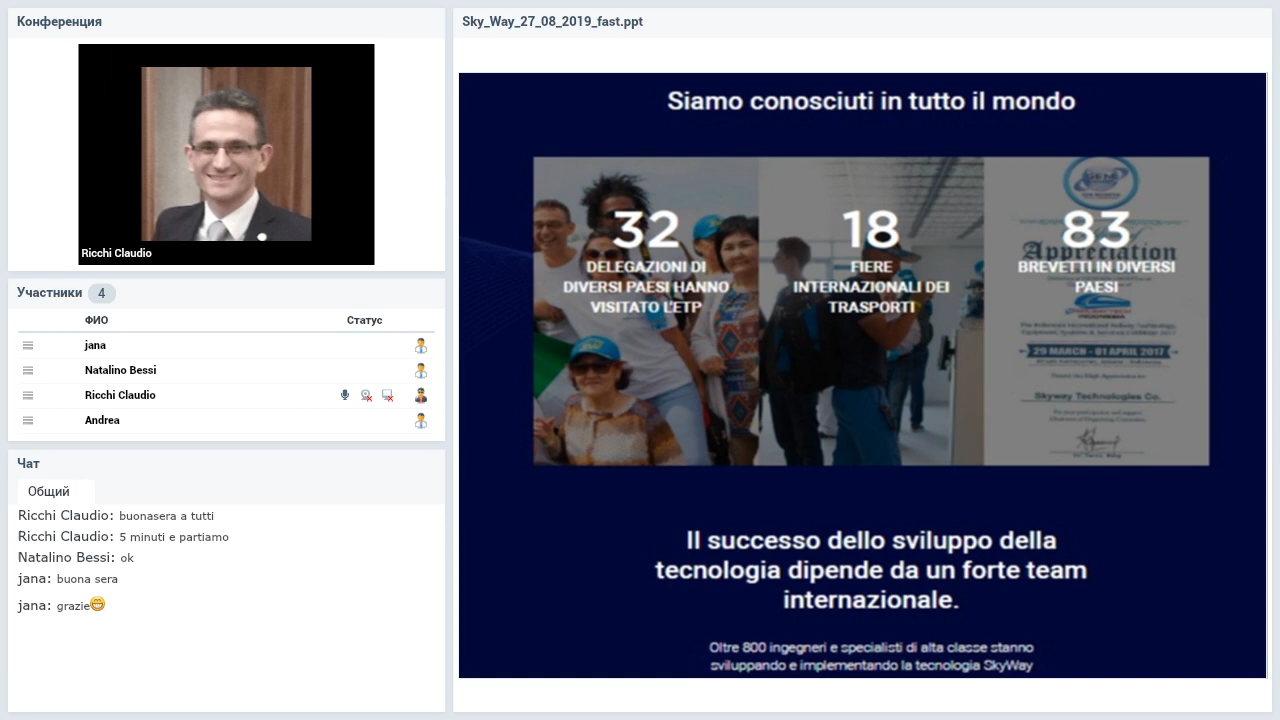 Конференция
Ricchi Claudio
Участники 4
ФИО Статус
jana
Natalino Bessi
Ricchi Claudio
Andrea
Чат
Общий
Ricchi Claudio: buonasera a tutti
Ricchi Claudio: 5 minuti e partiamo
Natalino Bessi: ok
jana: buona sera
jana: grazie
Sky_Way_27_08_2019_fast.ppt
Siamo conosciuti in tutto il mondo
32
DELEGAZIONI DI
DIVERSI PAESI HANNO
VISITATO L'ETP
18
FIERE
INTERNAZIONALI DEI
TRASPORTI
83
BREVETTI IN DIVERSI
PAESI
Appreciation
29 MARCH - 01 APRIL 2017
Skyway Technologies Co.
Il successo dello sviluppo della
tecnologia dipende da un forte team
internazionale.
Oltre 800 ingegneri e specialisti di alta classe stanno
sviluppando e implementando la tecnologia SkyWay